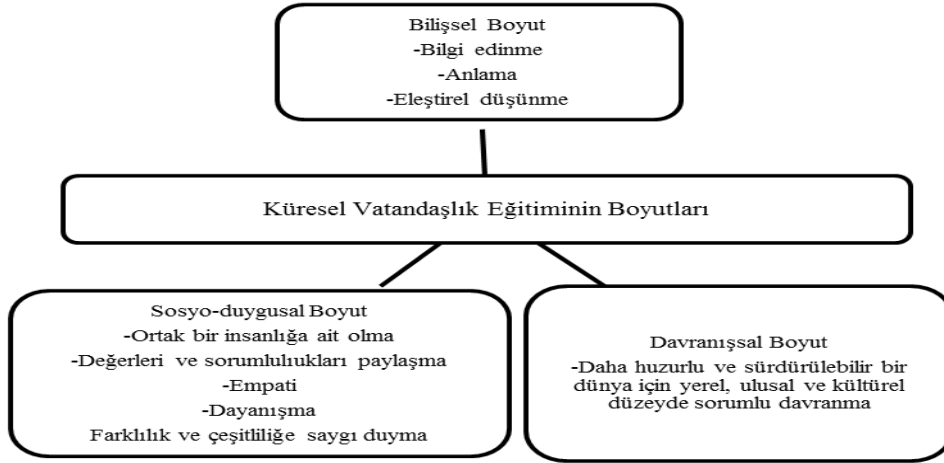 Bilişsel Boyut
-Bilgi edinme
-Anlama
-Eleştirel düşünme
Küresel Vatandaşlık Eğitiminin Boyutları
Sosyo-duygusal Boyut
-Ortak bir insanlığa ait olma
-Değerleri ve sorumlulıukları paylaşma
-Empati
-Dayanışma
Farklılık ve çeşitliliğe saygı duyma
Davranışsal Boyut
-Daha huzurlu ve sürdürülebilir bir
dünya için yerel, ulusal ve kültürel
düzeyde sorumlu davranma